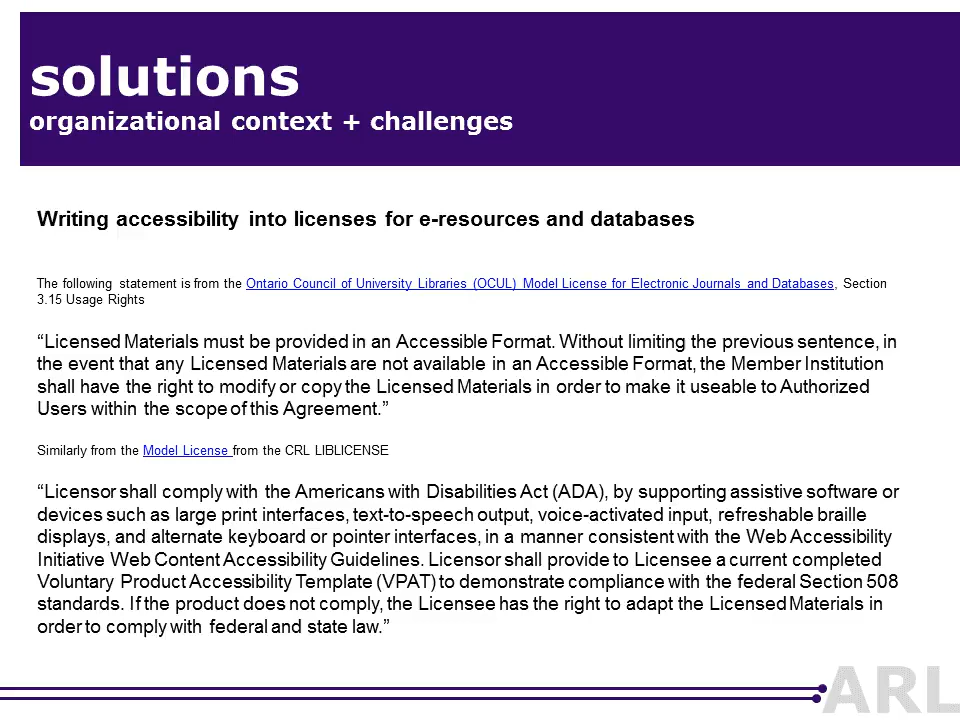 solutions
organizational context + challenges
Writing accessibility into licenses for e-resources and databases
The following statement is from the Ontario Council of University Libraries (OCUL) Model License for Electronic Journals and Databases, Section
3.15 Usage Rights
“Licensed Materials must be provided in an Accessible Format. Without limiting the previous sentence, in
the event that any Licensed Materials are not available in an Accessible Format, the Member Institution
shall have the right to modify or copy the Licensed Materials in order to make it useable to Authorized
Users within the scope of this Agreement.”
Similarly from the Model License from the CRL LIBLICENSE
“Licensor shall comply with the Americans with Disabilities Act (ADA), by supporting assistive software or
devices such as large print interfaces, text-to-speech output, voice-activated input, refreshable braille
displays, and alternate keyboard or pointer interfaces, in a manner consistent with the Web Accessibility
Initiative Web Content Accessibility Guidelines. Licensor shall provide to Licensee a current completed
Voluntary Product Accessibility Template (VPAT) to demonstrate compliance with the federal Section 508
standards. If the product does not comply, the Licensee has the right to adapt the Licensed Materials in
order to comply with federal and state law.”
ARL